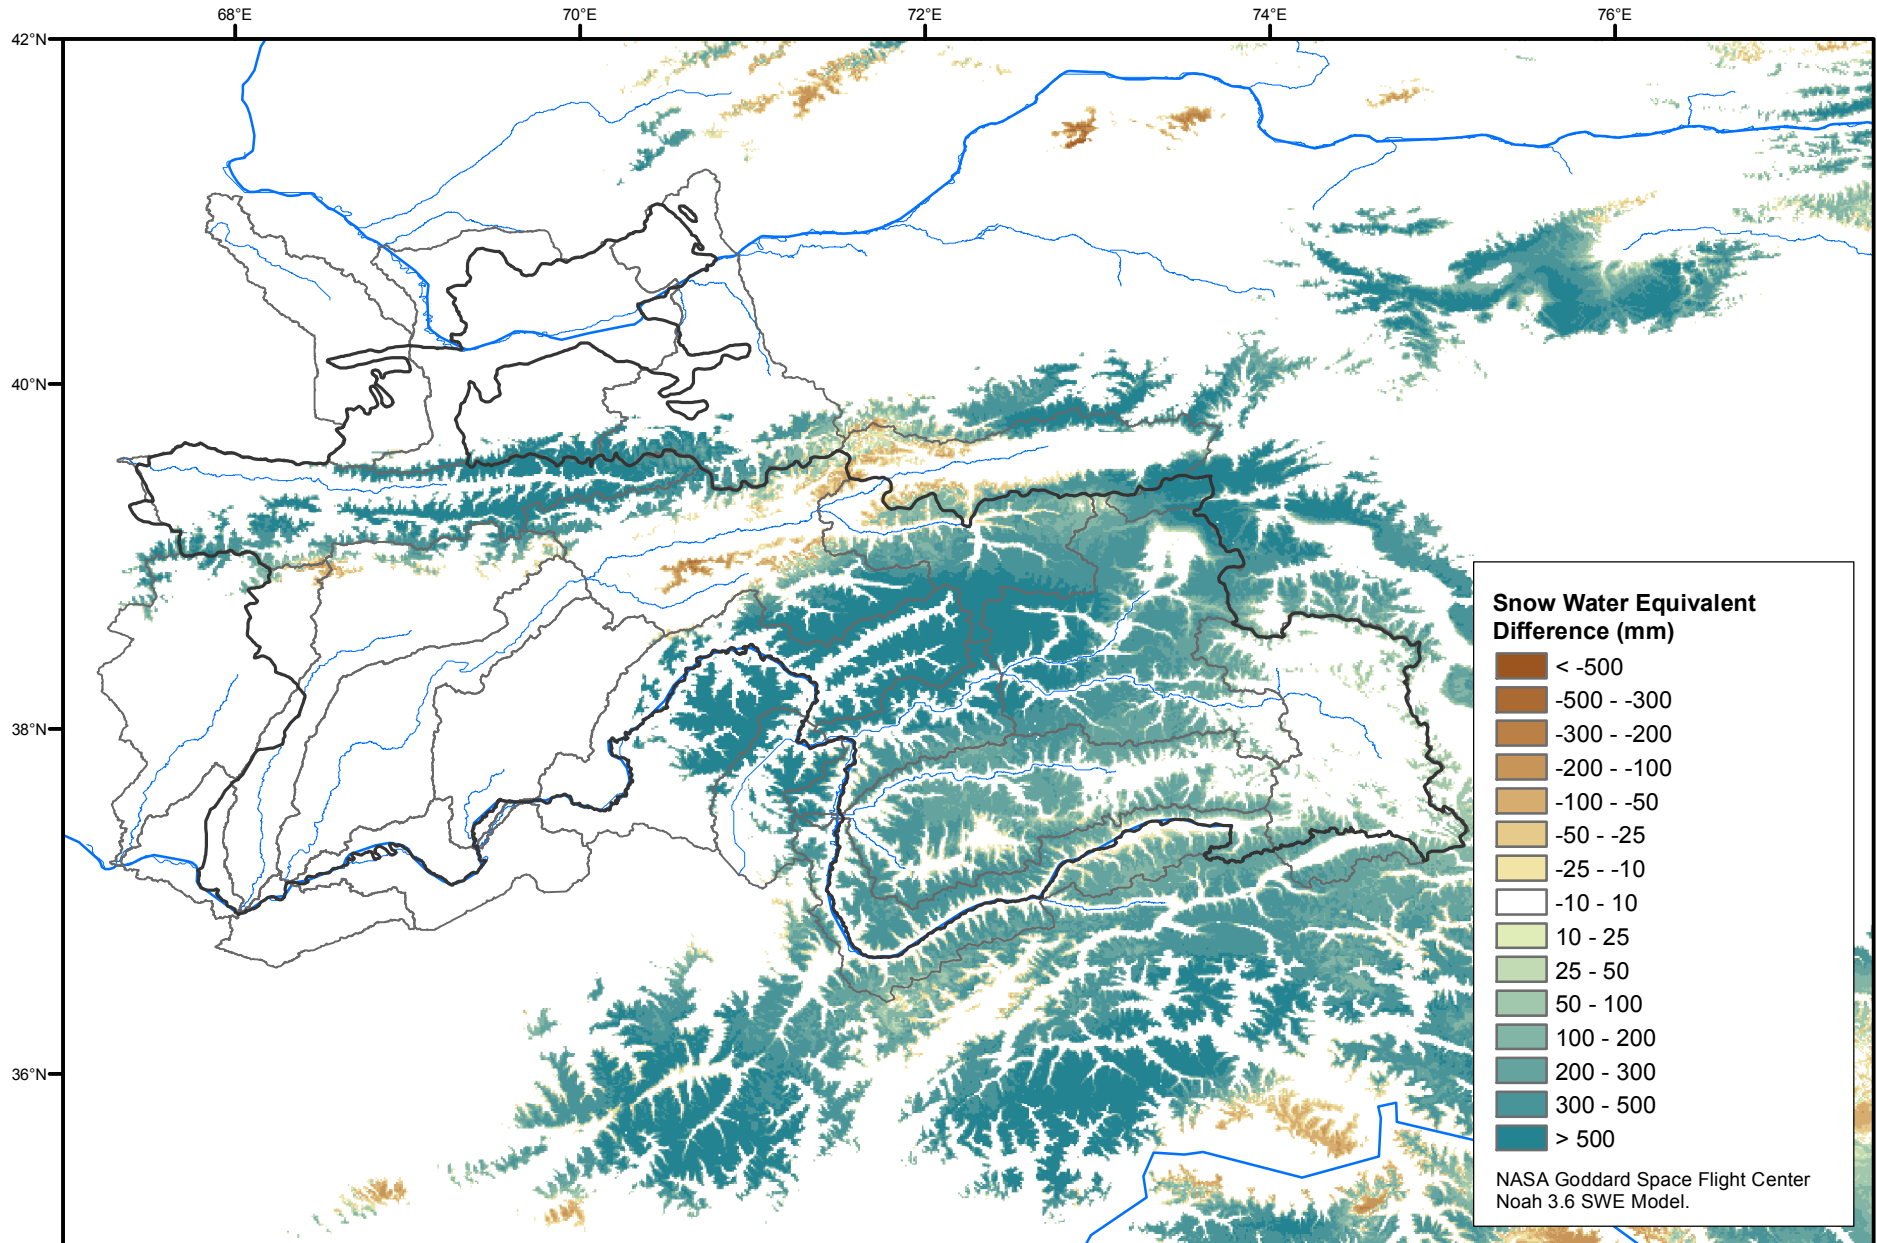 68°E 70°E 72°E 74°E 76°E
42°N
40°N
38°N
36°N
Snow Water Equivalent
Difference (mm)
< -500
-500 - -300
-300 - -200
-200 - -100
-100 - -50
-50 - -25
-25 - -10
-10 - 10
10 - 25
25 - 50
50 - 100
100 - 200
200 - 300
300 - 500
> 500
NASA Goddard Space Flight Center
Noah 3.6 SWE Model.